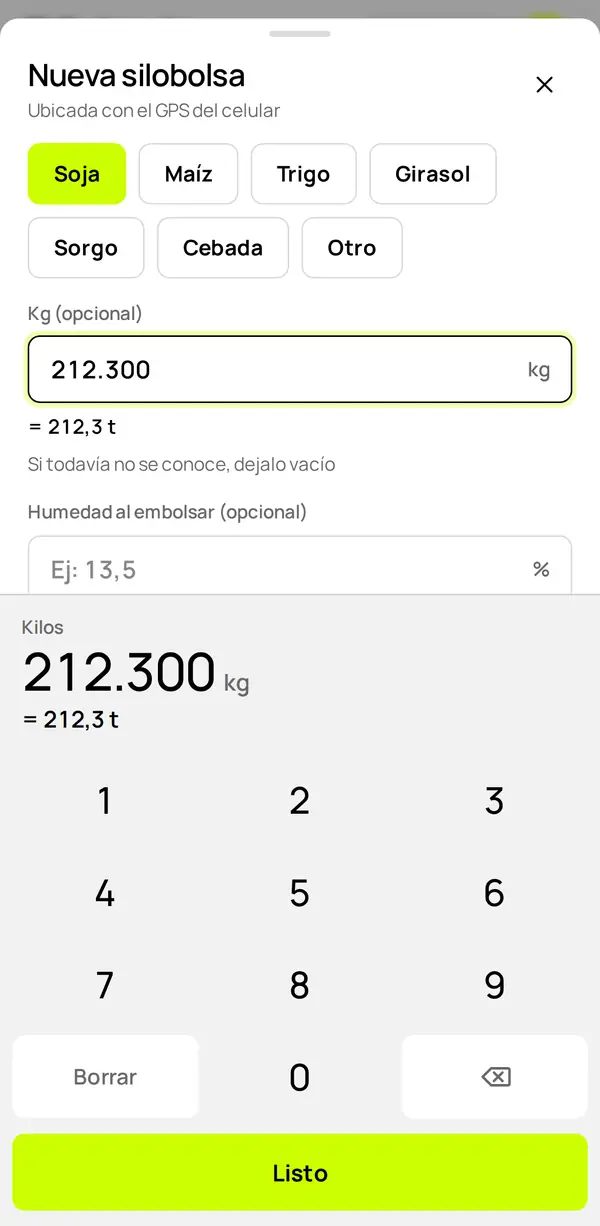 Nueva silobolsa
Ubicada con el GPS del celular
Soja Maíz Trigo Girasol
Sorgo Cebada Otro
Kg (opcional)
212.300 kg
= 212,3 t
Si todavía no se conoce, dejalo vacío
Humedad al embolsar (opcional)
Ej: 13,5 %
Kilos
212.300 kg
= 212,3 t
1 2 3
4 5 6
7 8 9
Borrar 0
Listo